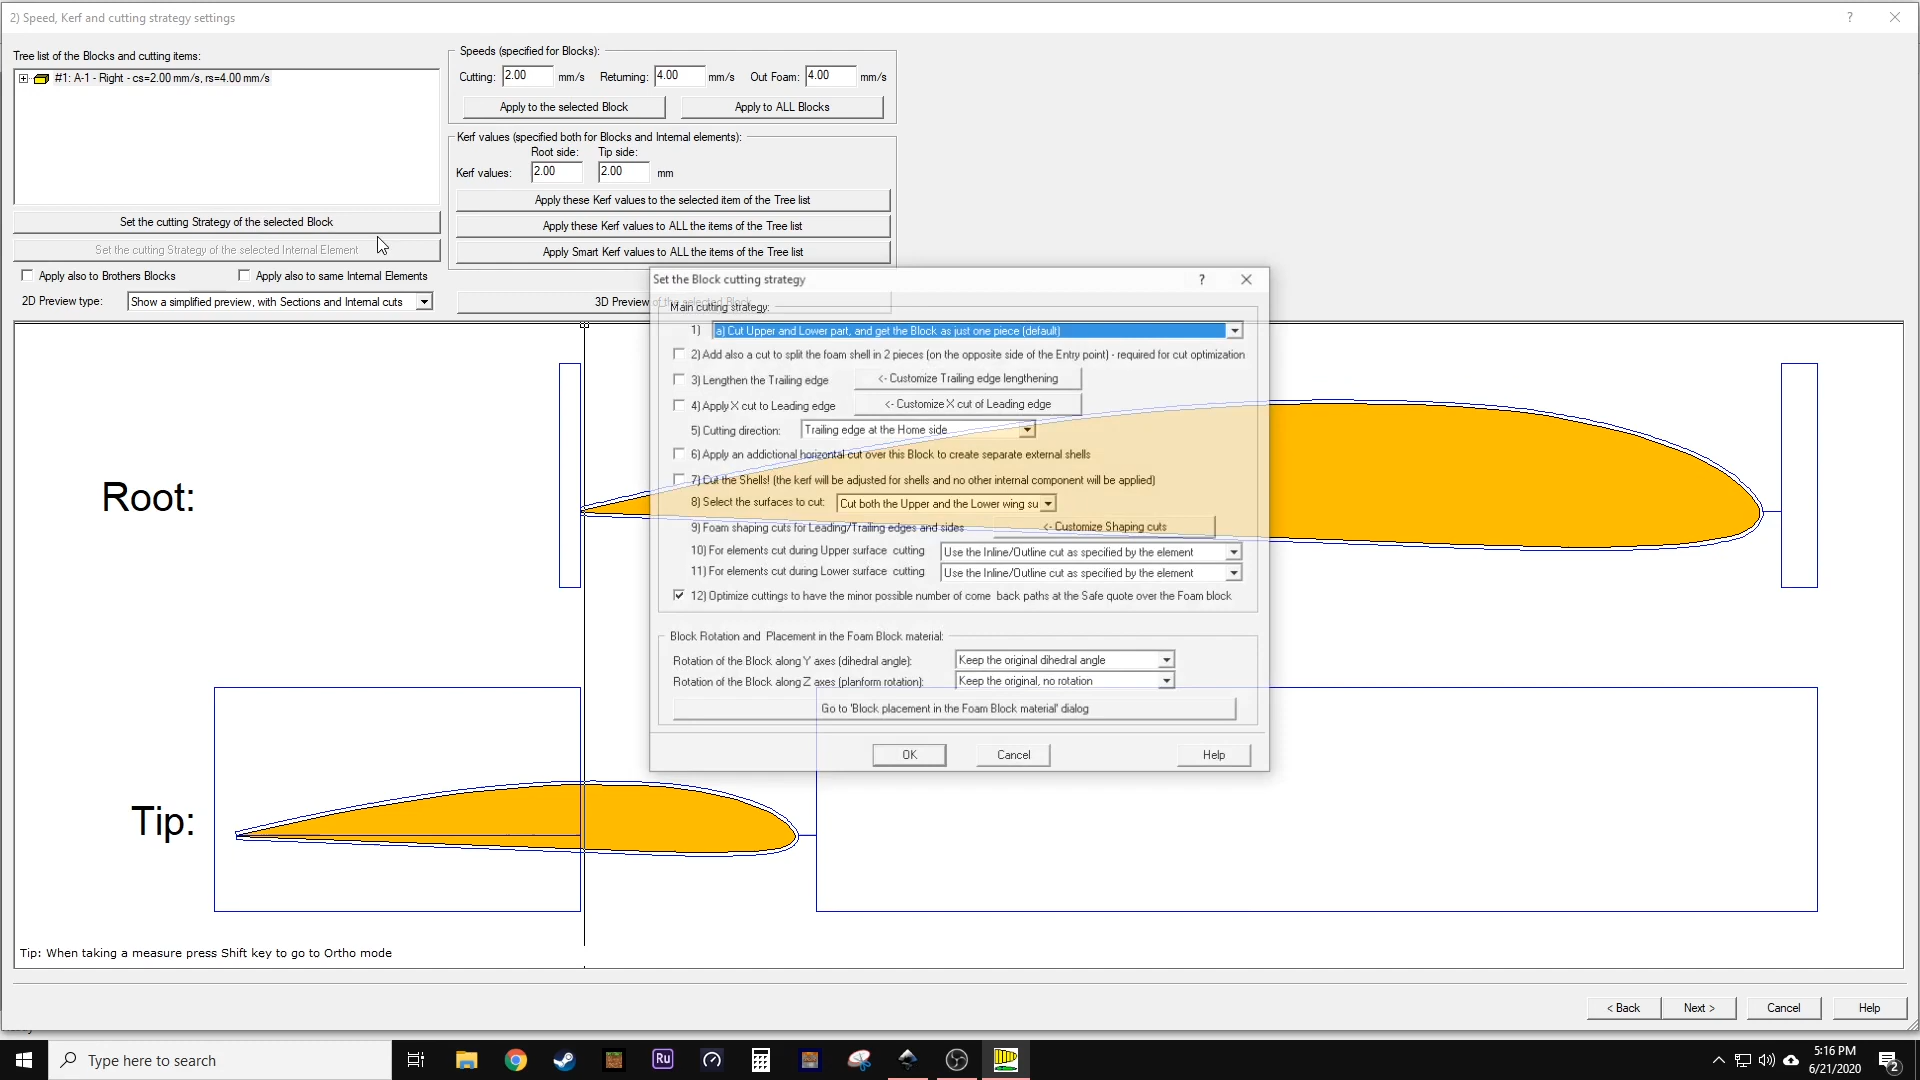 2) Speed, Kerf and cutting strategy settings
Tree list of the Blocks and cutting items:
#1: A-1 - Right - cs=2.00 mm/s, rs=4.00 mm/s
Set the cutting Strategy of the selected Block
Set the cutting Strategy of the selected Internal Element
Apply also to Brothers Blocks
Apply also to same Internal Elements
2D Preview type:
Show a simplified preview, with Sections and Internal cuts
Speeds (specified for Blocks):
Cutting: 2.00 mm/s Returning: 4.00 mm/s Out Foam: 4.00 mm/s
Apply to the selected Block
Apply to ALL Blocks
Kerf values (specified both for Blocks and Internal elements):
Root side: Tip side:
Kerf values: 2.00 2.00 mm
Apply these Kerf values to the selected item of the Tree list
Apply these Kerf values to ALL the items of the Tree list
Apply Smart Kerf values to ALL the items of the Tree list
3D Preview of the selected Block
Set the Block cutting strategy ?
Main cutting strategy:
1) a) Cut Upper and Lower part, and get the Block as just one piece (default)
2) Add also a cut to split the foam shell in 2 pieces (on the opposite side of the Entry point) - required for cut optimization
3) Lengthen the Trailing edge
<- Customize Trailing edge lengthening
4) Apply X cut to Leading edge
<- Customize X cut of Leading edge
5) Cutting direction: Trailing edge at the Home side
6) Apply an addictional horizontal cut over this Block to create separate external shells
7) Cut the Shells! (the kerf will be adjusted for shells and no other internal component will be applied)
8) Select the surfaces to cut: Cut both the Upper and the Lower wing su
9) Foam shaping cuts for Leading/Trailing edges and sides
<- Customize Shaping cuts
10) For elements cut during Upper surface cutting Use the Inline/Outline cut as specified by the element
11) For elements cut during Lower surface cutting Use the Inline/Outline cut as specified by the element
12) Optimize cuttings to have the minor possible number of come back paths at the Safe quote over the Foam block
Block Rotation and Placement in the Foam Block material:
Rotation of the Block along Y axes (dihedral angle): Keep the original dihedral angle
Rotation of the Block along Z axes (planform rotation): Keep the original, no rotation
Go to 'Block placement in the Foam Block material' dialog
OK Cancel Help
Root:
Tip:
Tip: When taking a measure press Shift key to go to Ortho mode
< Back Next > Cancel Help
Type here to search
Ru
5:16 PM
6/21/2020
2